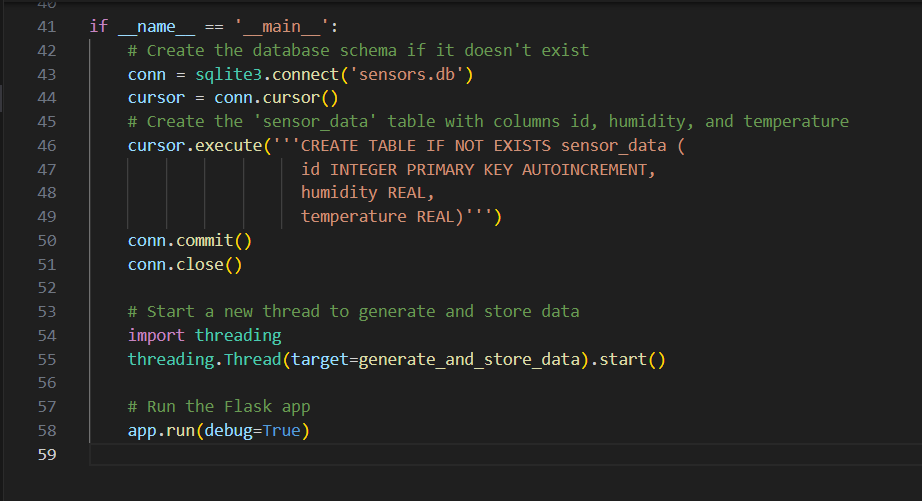 40
41 if __name__ == '__main__':
42 # Create the database schema if it doesn't exist
43 conn = sqlite3.connect('sensors.db')
44 cursor = conn.cursor()
45 # Create the 'sensor_data' table with columns id, humidity, and temperature
46 cursor.execute('''CREATE TABLE IF NOT EXISTS sensor_data (
47 id INTEGER PRIMARY KEY AUTOINCREMENT,
48 humidity REAL,
49 temperature REAL)''')
50 conn.commit()
51 conn.close()
52
53 # Start a new thread to generate and store data
54 import threading
55 threading.Thread(target=generate_and_store_data).start()
56
57 # Run the Flask app
58 app.run(debug=True)
59